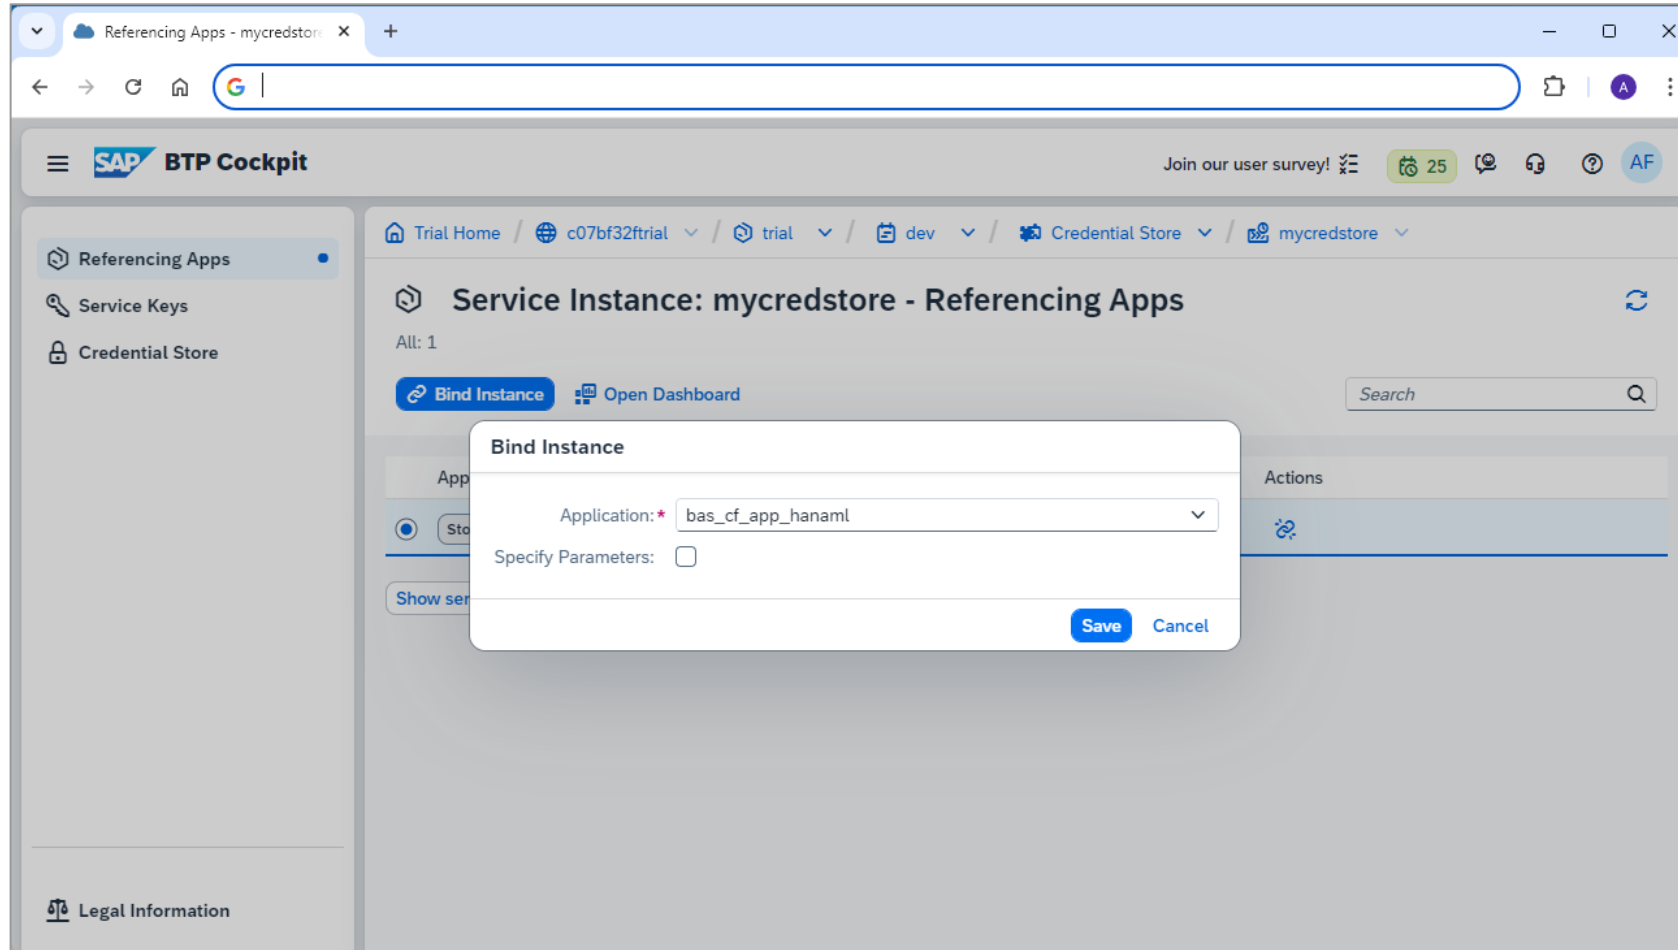 Referencing Apps - mycredstore
SAP BTP Cockpit
Join our user survey!
25
AF
A
Trial Home / c07bf32ftrial / trial / dev / Credential Store / mycredstore
Referencing Apps
Service Keys
Credential Store
Legal Information
Service Instance: mycredstore - Referencing Apps
All: 1
Bind Instance
Open Dashboard
Search
App
Actions
Sto
Show ser
Bind Instance
Application:*
bas_cf_app_hanaml
Specify Parameters:
Save
Cancel